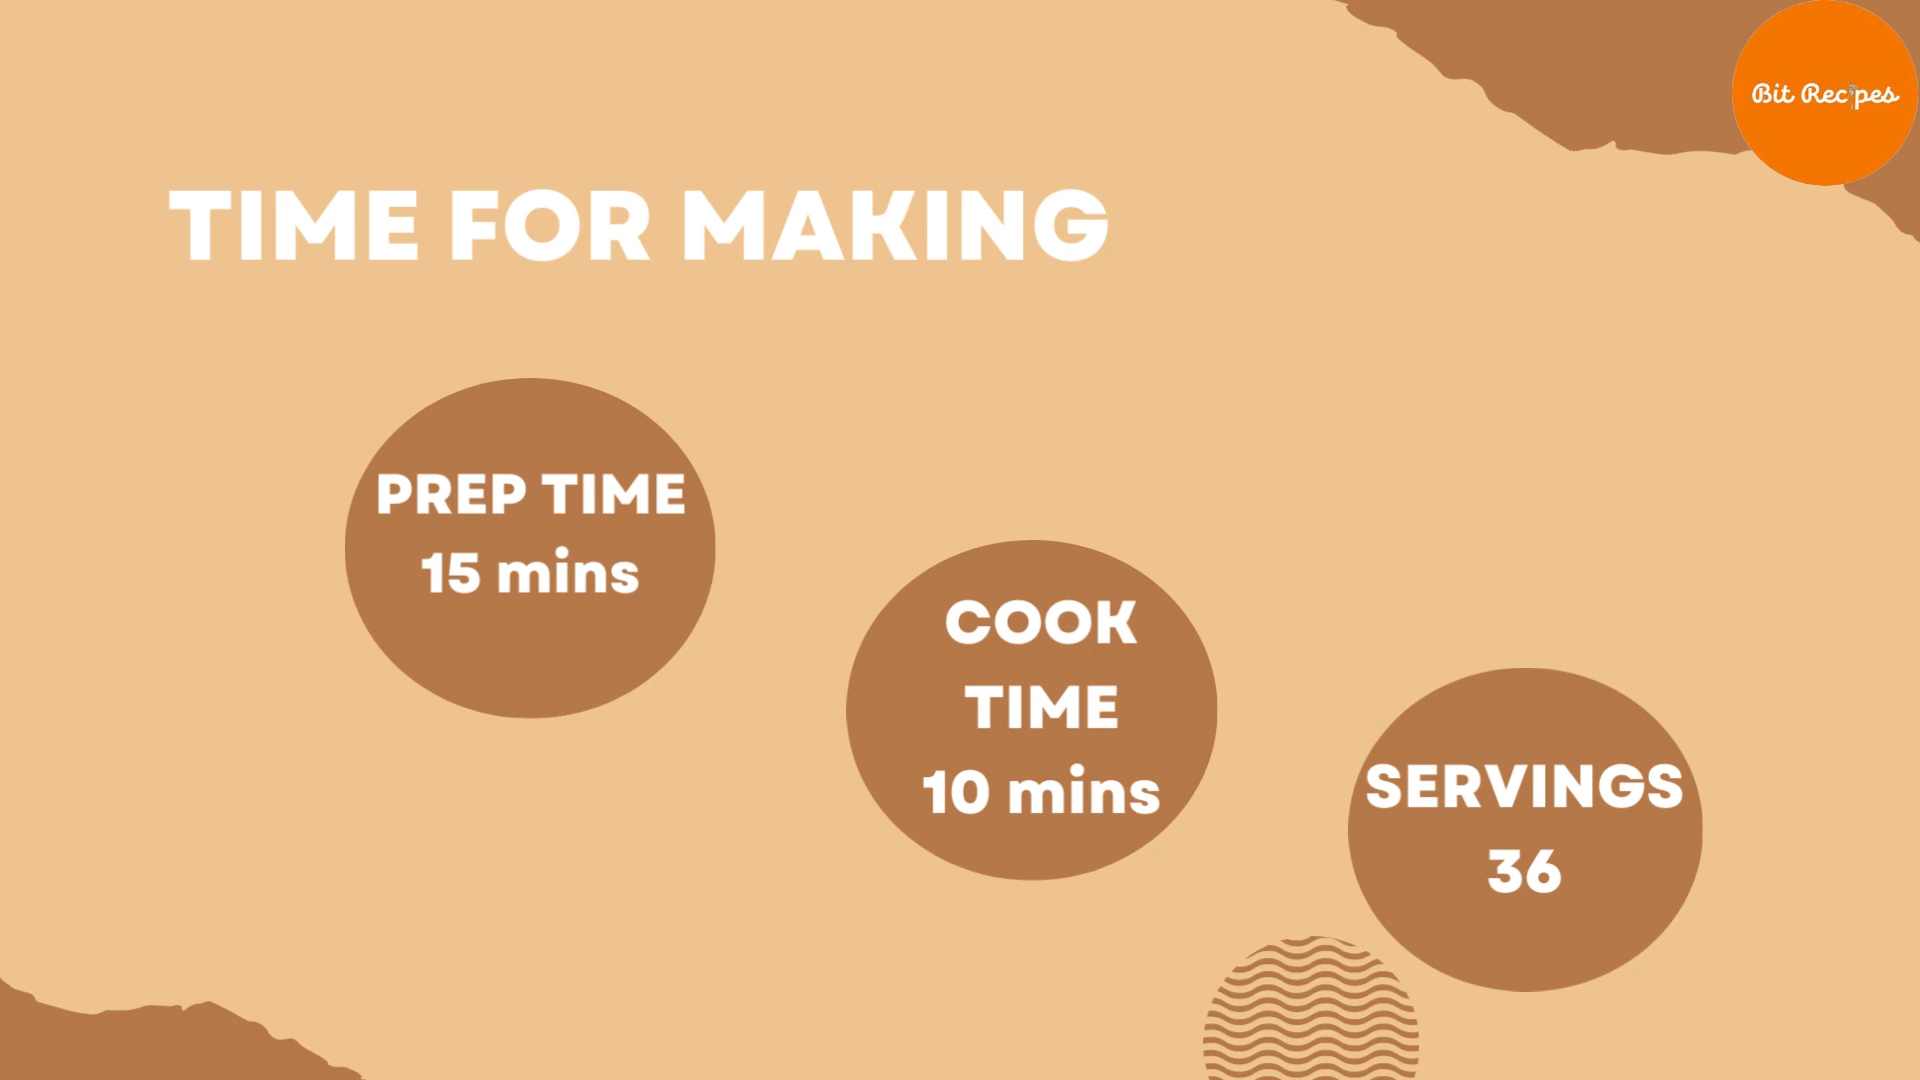 Bit Recipes
TIME FOR MAKING
PREP TIME
15 mins
COOK
TIME
10 mins
SERVINGS
36